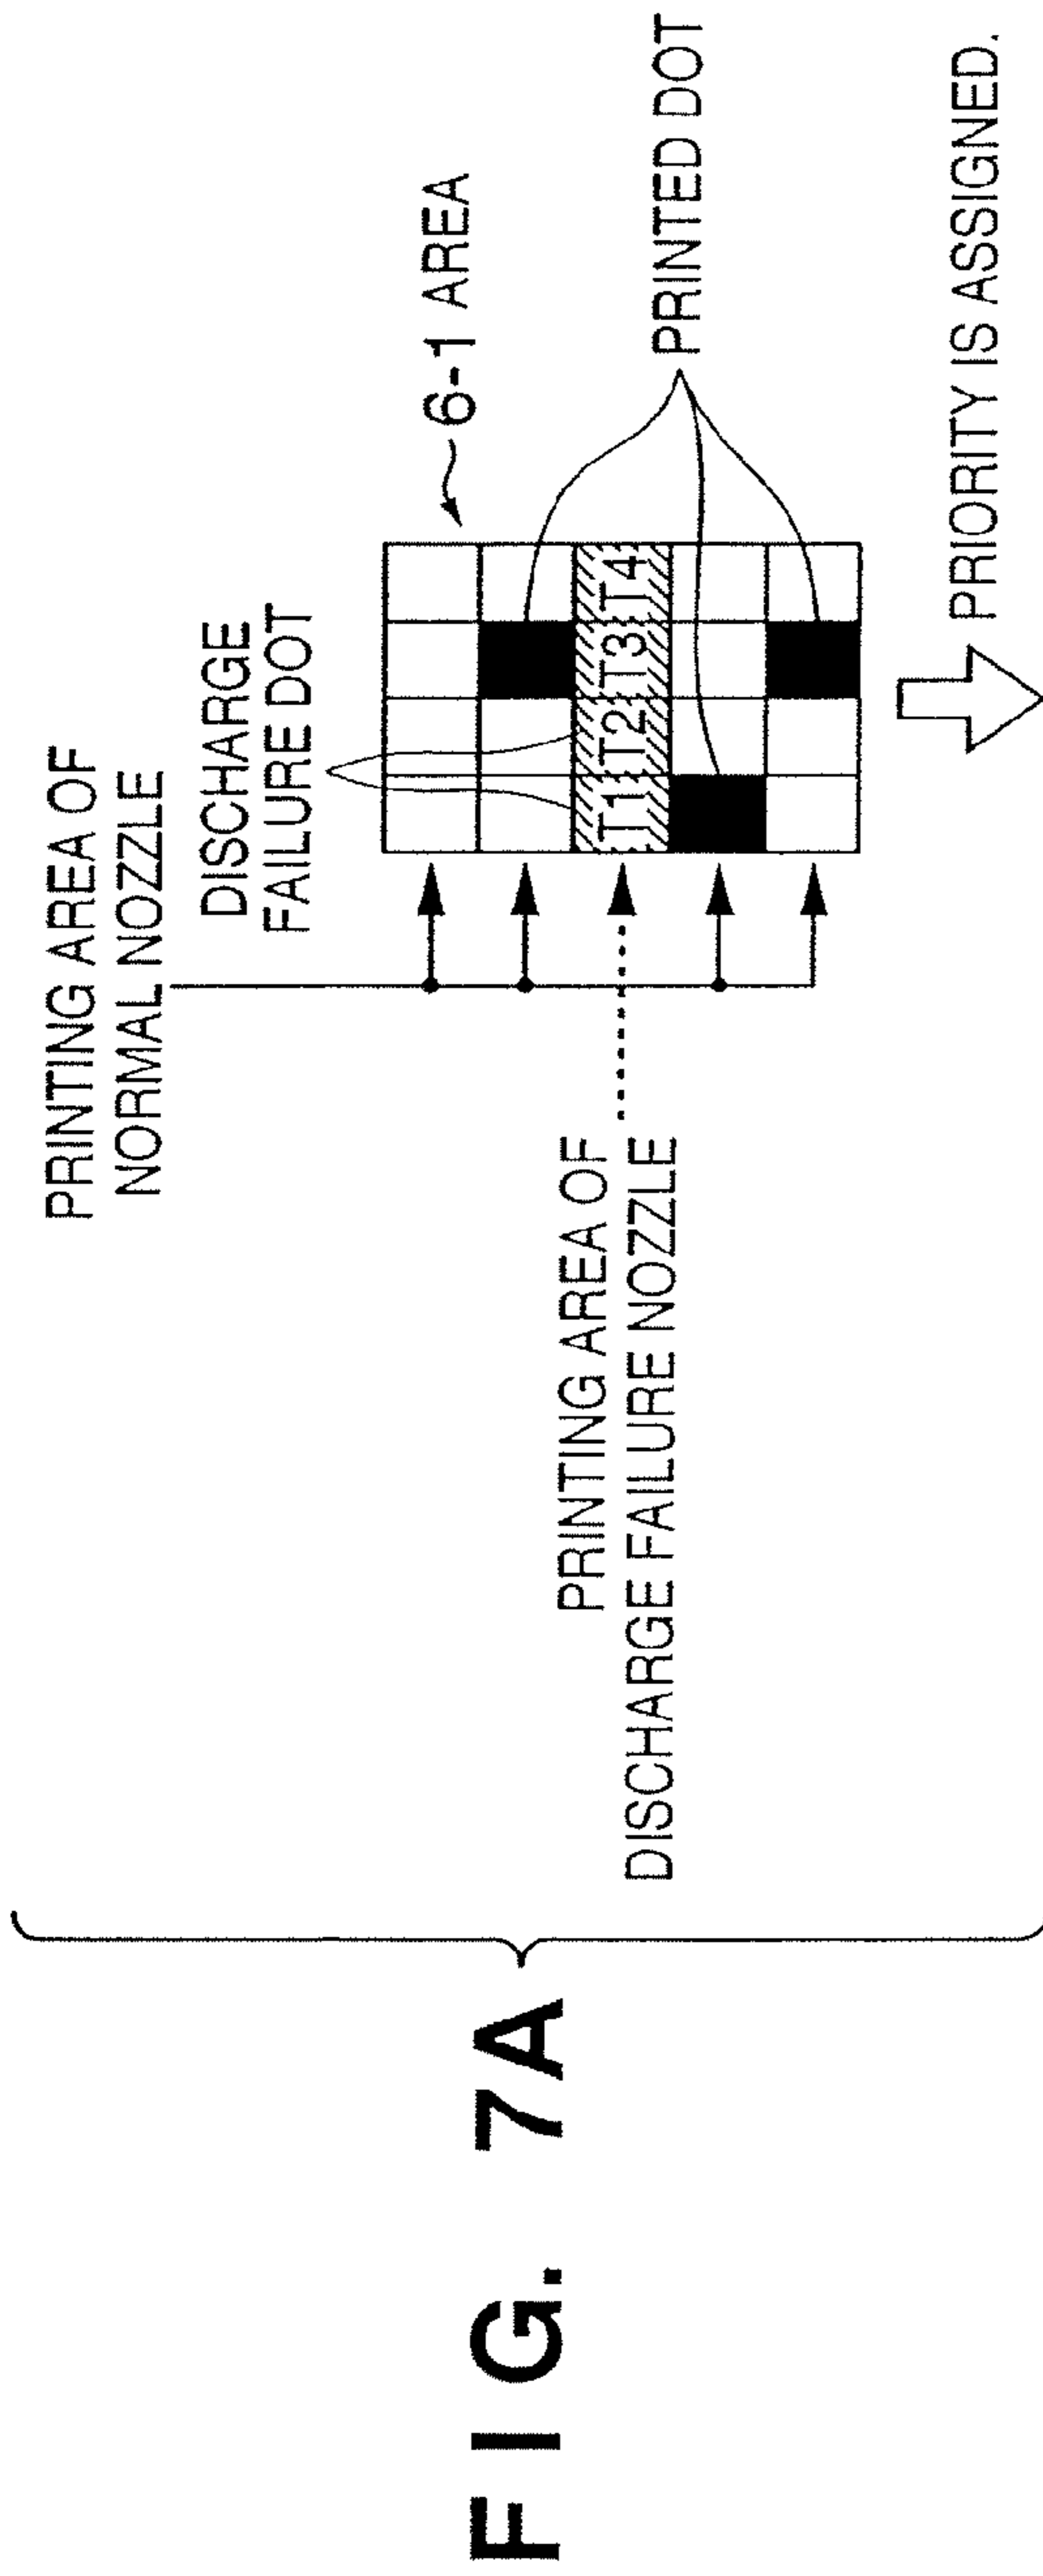 FIG. 7A
PRINTING AREA OF
NORMAL NOZZLE
DISCHARGE
FAILURE DOT
6-1 AREA
PRINTING AREA OF
DISCHARGE FAILURE NOZZLE
T1 T2 T3 T4
PRINTED DOT
PRIORITY IS ASSIGNED.